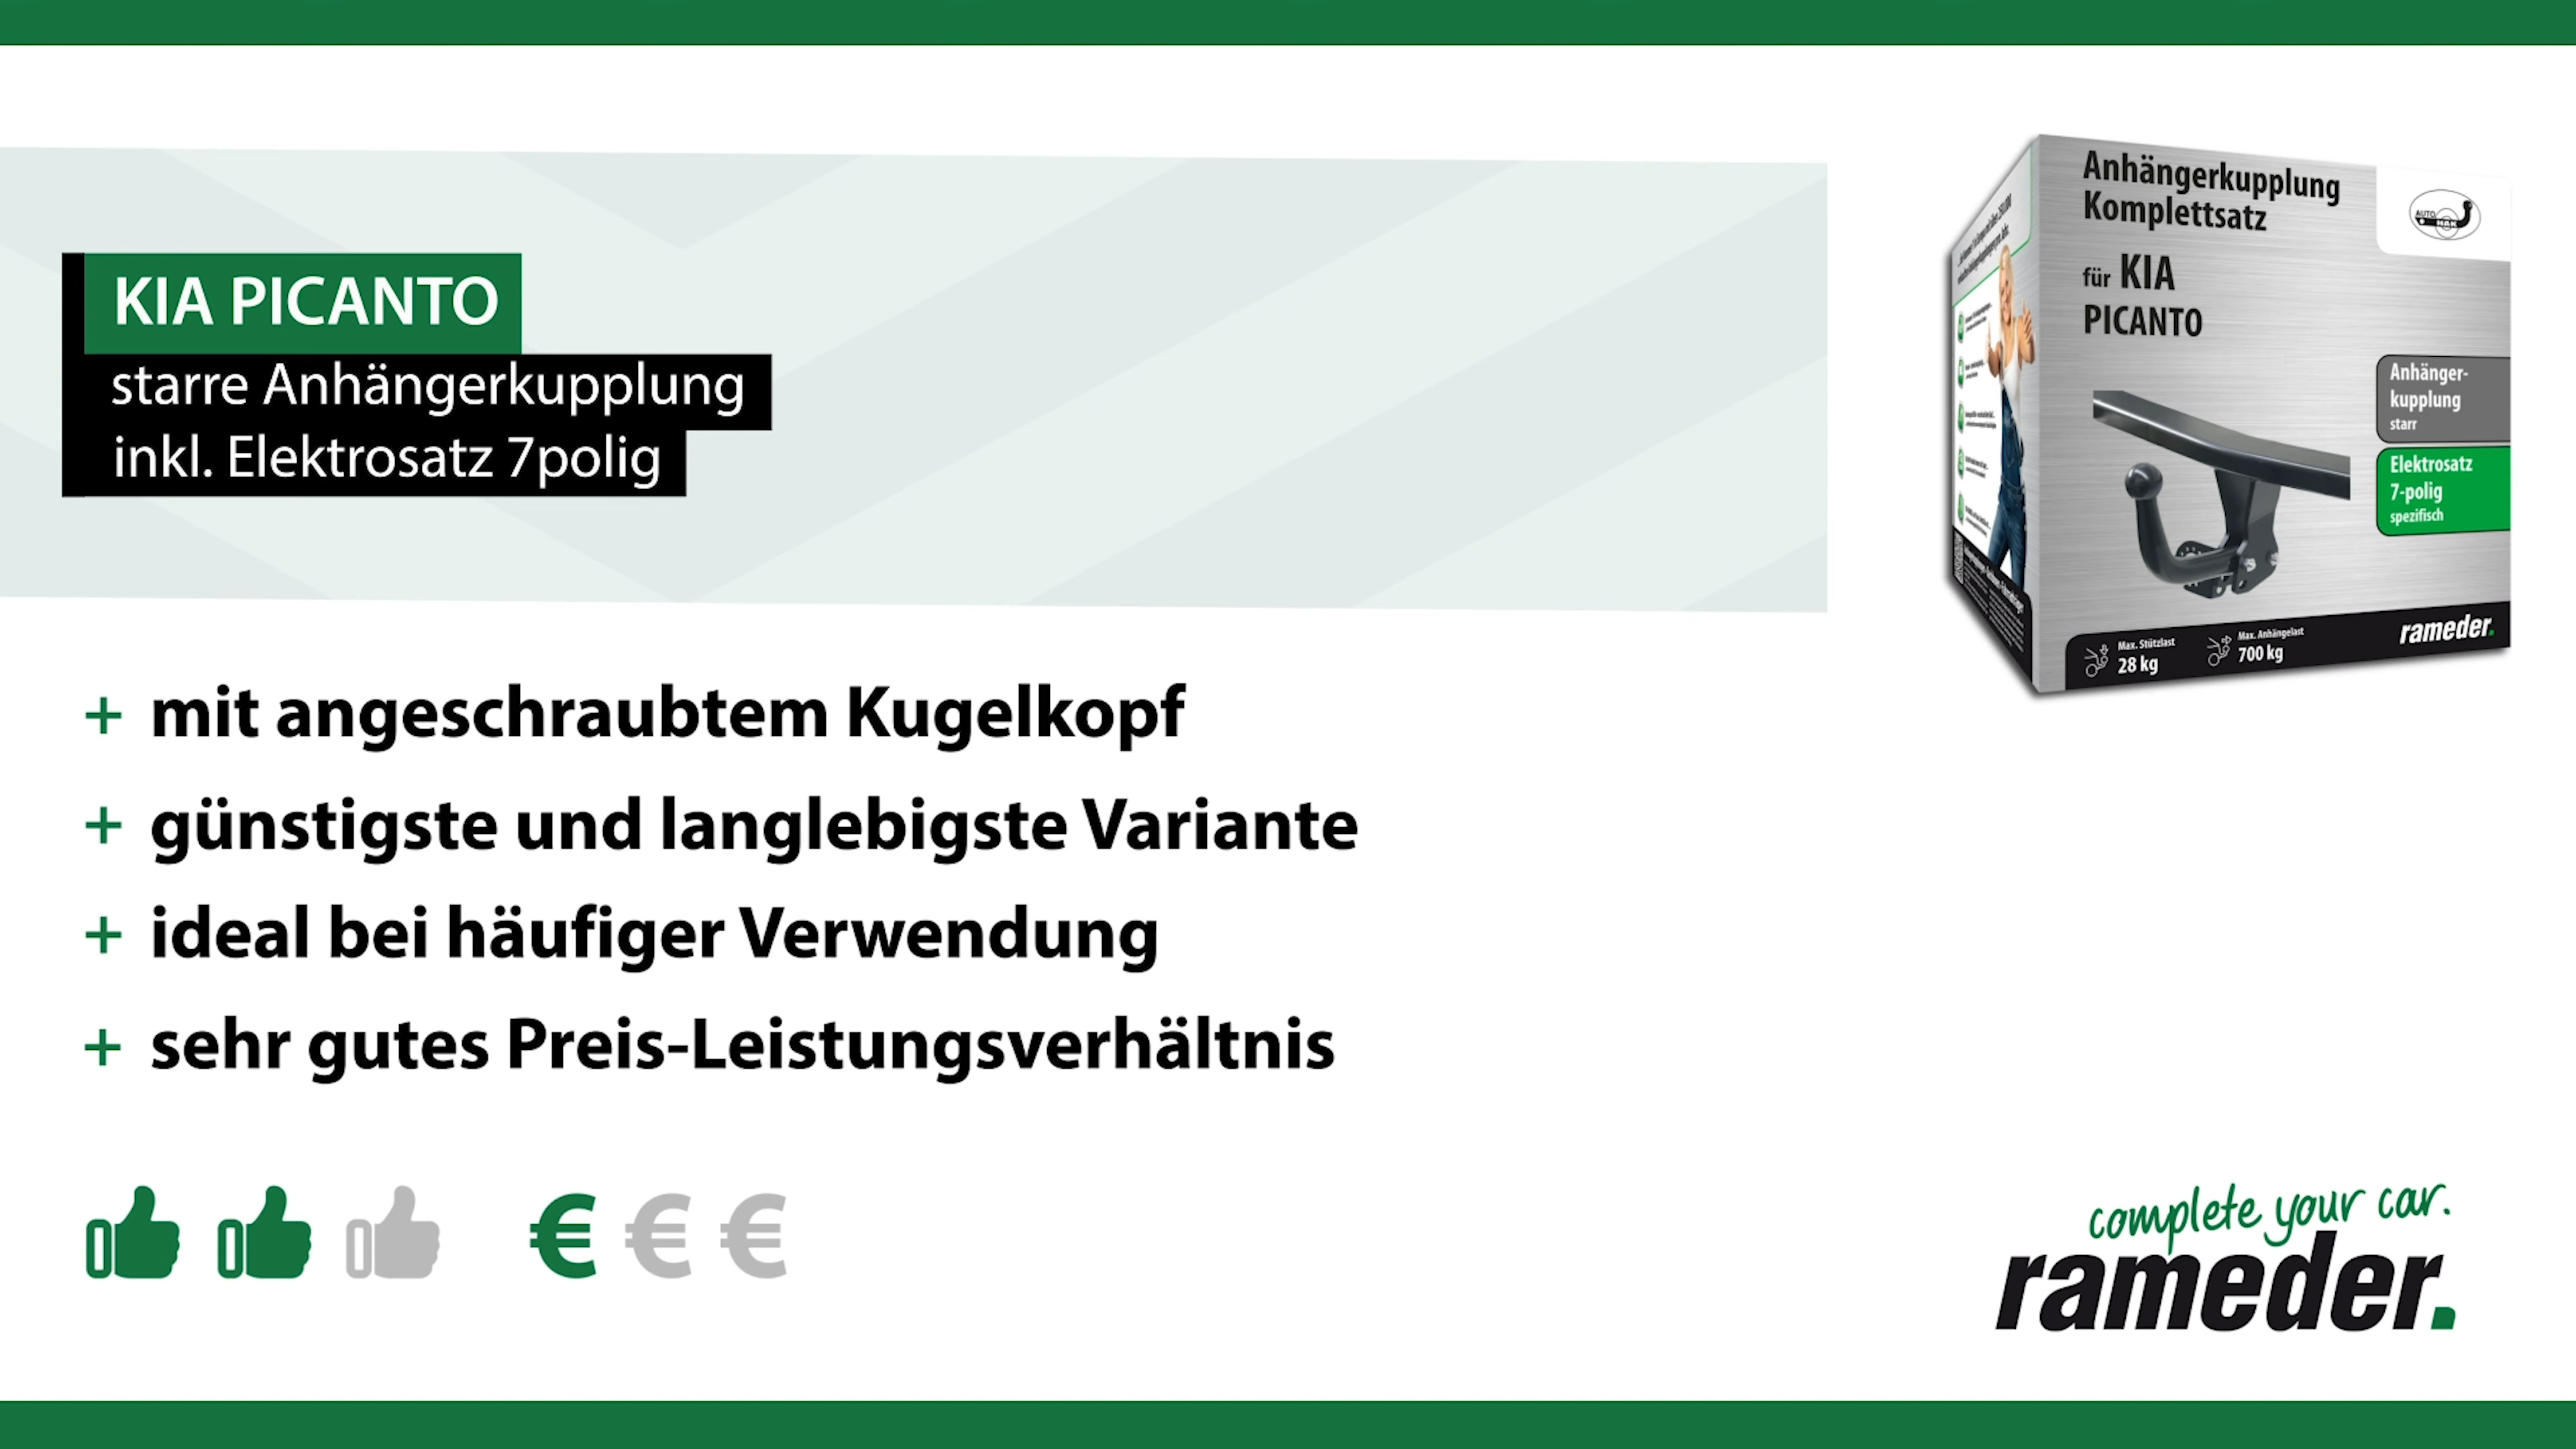 KIA PICANTO
starre Anhängerkupplung
inkl. Elektrosatz 7polig
+ mit angeschraubtem Kugelkopf
+ günstigste und langlebigste Variante
+ ideal bei häufiger Verwendung
+ sehr gutes Preis-Leistungsverhältnis
€ € €
Anhängerkupplung
Komplettsatz
für KIA
PICANTO
AUTO
HAK
Anhänger-
kupplung
starr
Elektrosatz
7-polig
spezifisch
Max. Stützlast
28 kg
Max. Anhängelast
700 kg
rameder.
complete your car.
rameder.